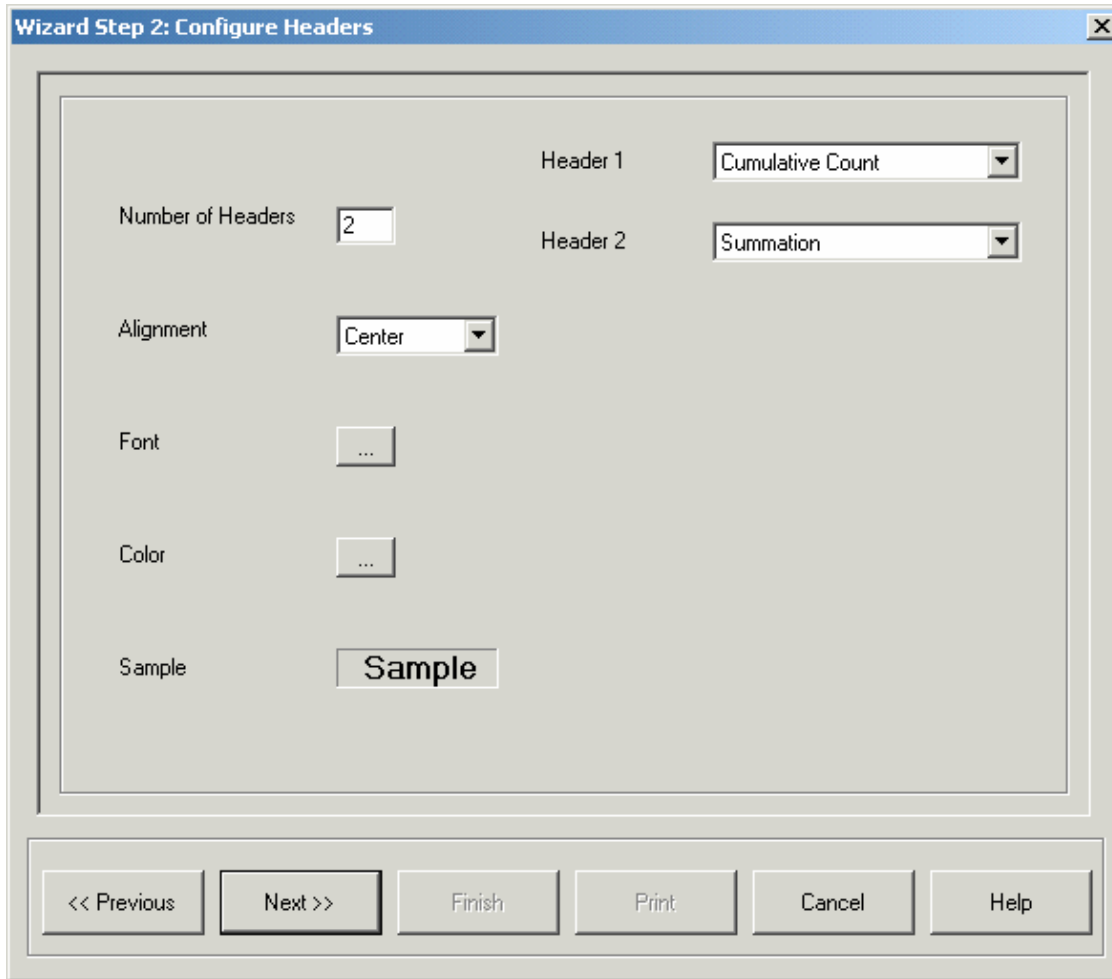 Wizard Step 2: Configure Headers
Header 1 Cumulative Count
Number of Headers 2
Header 2 Summation
Alignment Center
Font ...
Color ...
Sample Sample
<< Previous Next >> Finish Print Cancel Help